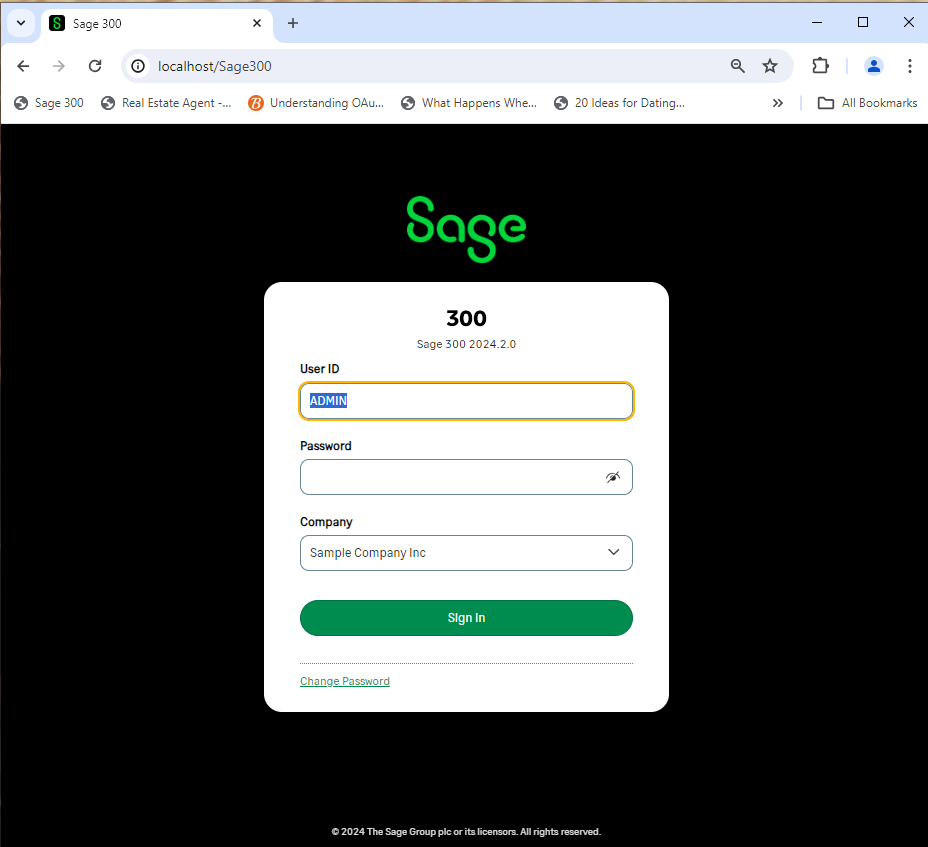 Sage 300
localhost/Sage300
Sage 300 Real Estate Agent -... Understanding OAu... What Happens Whe... 20 Ideas for Dating... » All Bookmarks
Sage
300
Sage 300 2024.2.0
User ID
ADMIN
Password
Company
Sample Company Inc
Sign In
Change Password
© 2024 The Sage Group plc or its licensors. All rights reserved.